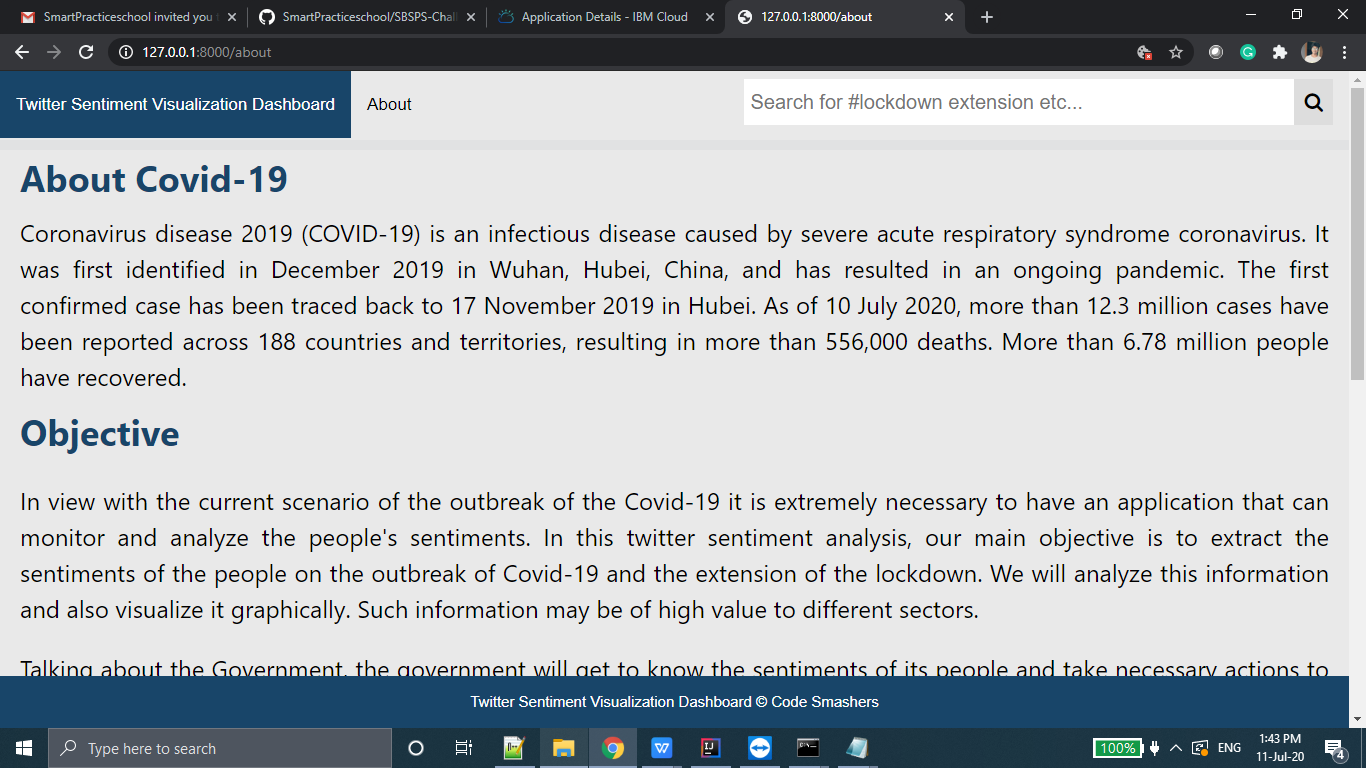 SmartPracticeschool invited you
SmartPracticeschool/SBSPS-Chal
Application Details - IBM Cloud
127.0.0.1:8000/about
127.0.0.1:8000/about
Twitter Sentiment Visualization Dashboard
About
Search for #lockdown extension etc...
About Covid-19
Coronavirus disease 2019 (COVID-19) is an infectious disease caused by severe acute respiratory syndrome coronavirus. It
was first identified in December 2019 in Wuhan, Hubei, China, and has resulted in an ongoing pandemic. The first
confirmed case has been traced back to 17 November 2019 in Hubei. As of 10 July 2020, more than 12.3 million cases have
been reported across 188 countries and territories, resulting in more than 556,000 deaths. More than 6.78 million people
have recovered.
Objective
In view with the current scenario of the outbreak of the Covid-19 it is extremely necessary to have an application that can
monitor and analyze the people's sentiments. In this twitter sentiment analysis, our main objective is to extract the
sentiments of the people on the outbreak of Covid-19 and the extension of the lockdown. We will analyze this information
and also visualize it graphically. Such information may be of high value to different sectors.
Talking about the Government, the government will get to know the sentiments of its people and take necessary actions to
Twitter Sentiment Visualization Dashboard © Code Smashers
Type here to search
100%
ENG
1:43 PM
11-Jul-20
4